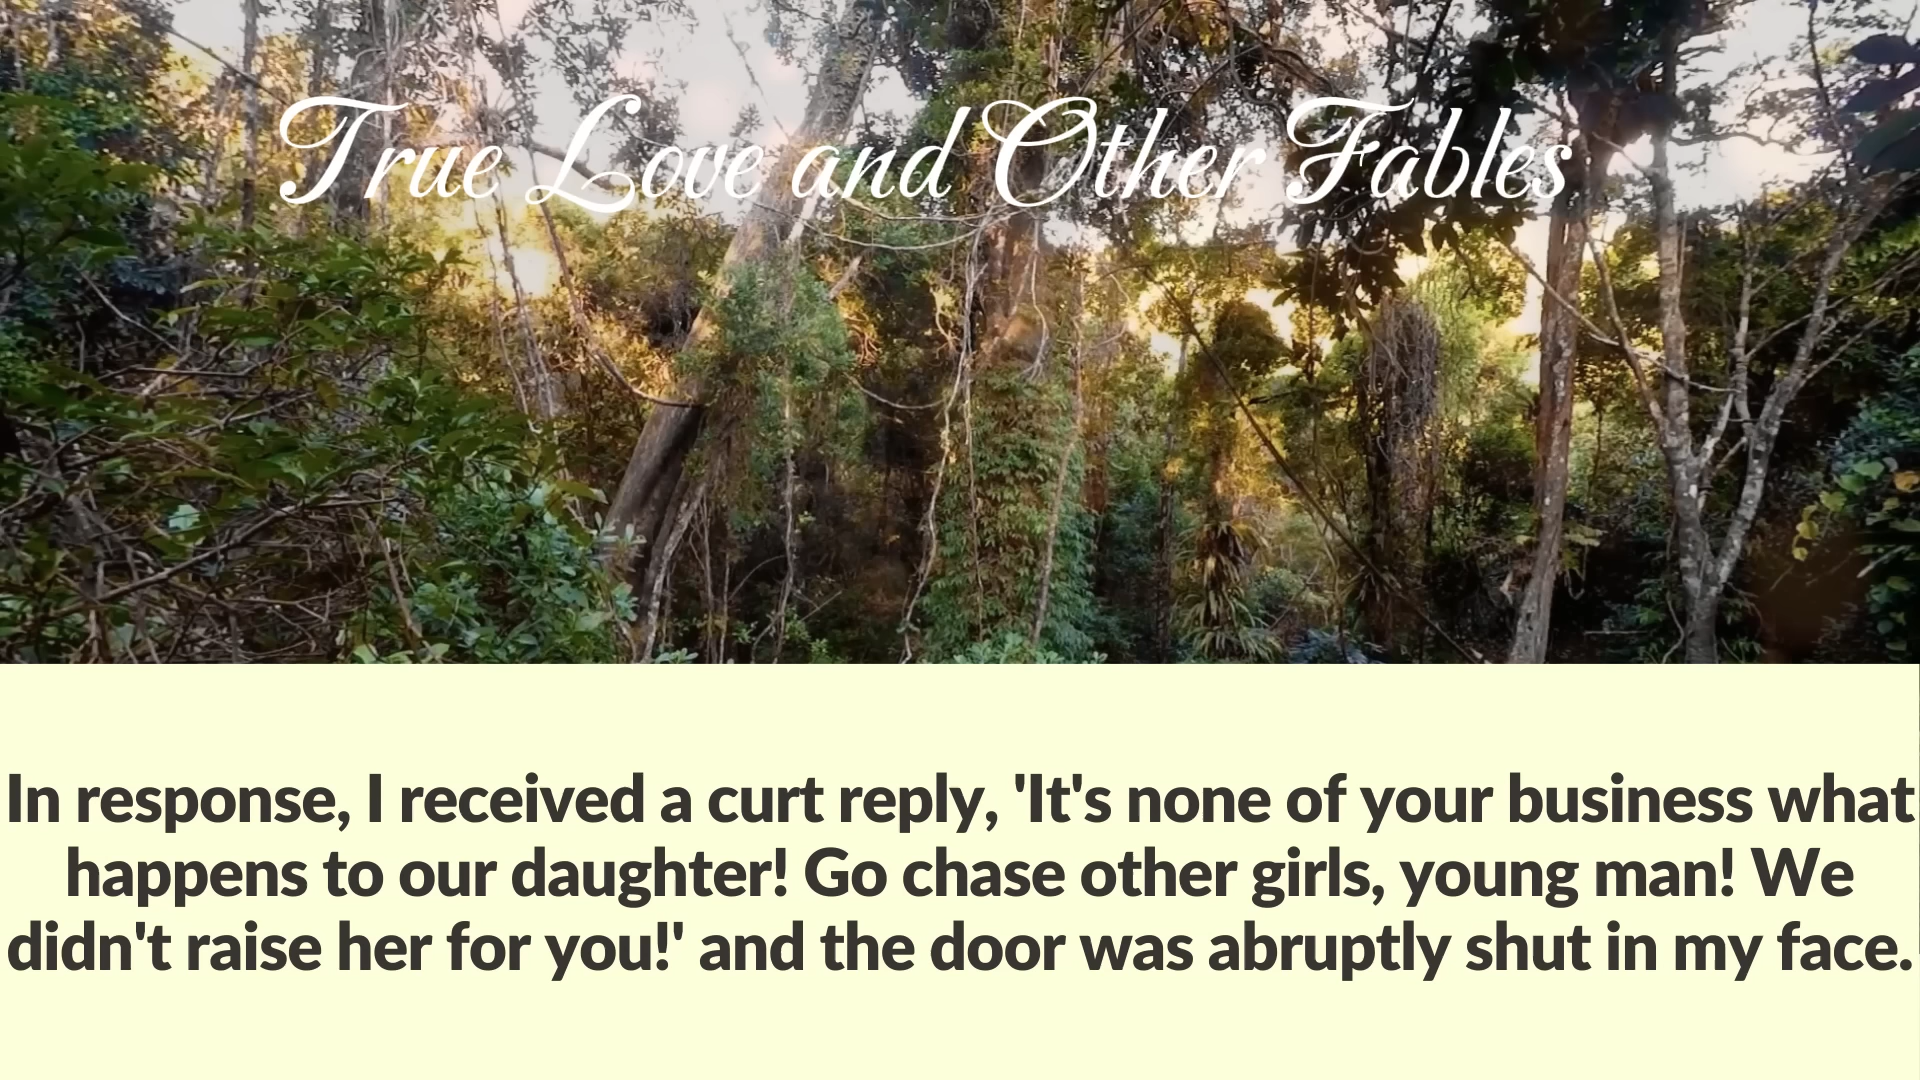 True Love and Other Fables
In response, I received a curt reply, 'It's none of your business what
happens to our daughter! Go chase other girls, young man! We
didn't raise her for you!' and the door was abruptly shut in my face.